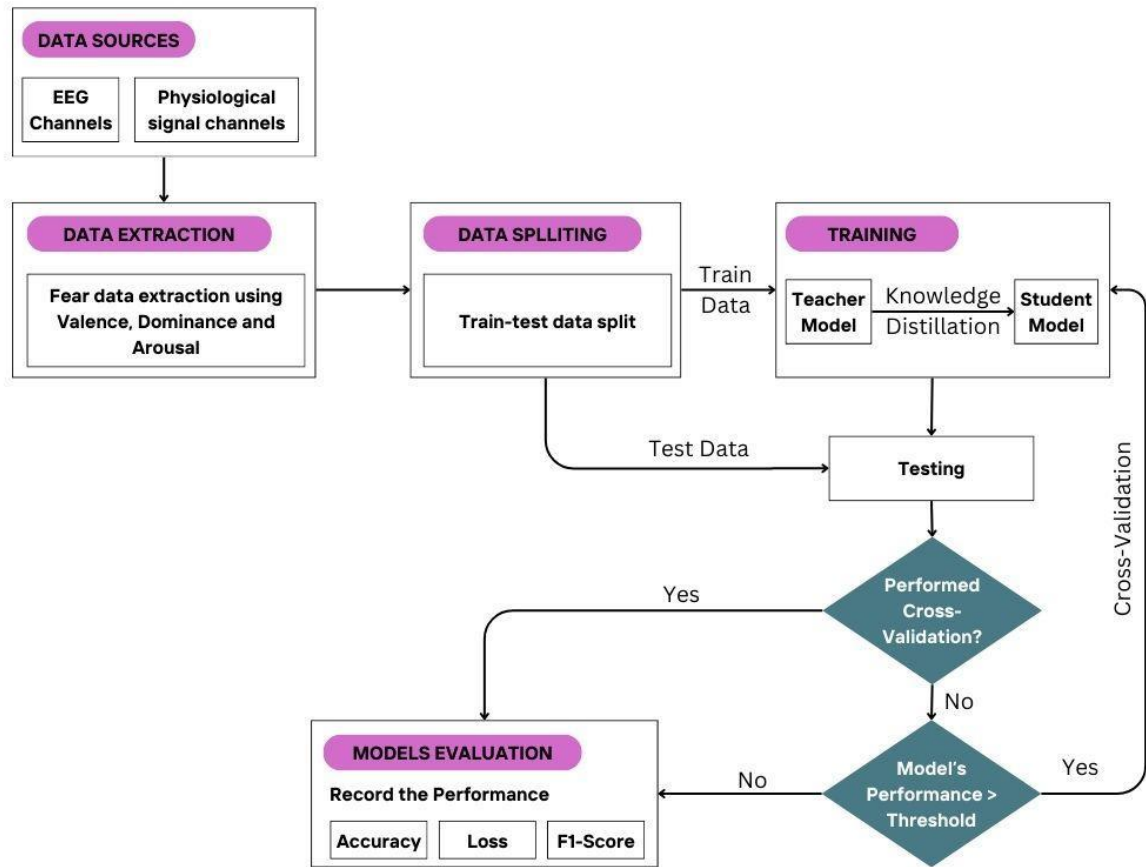 DATA SOURCES
EEG
Channels
Physiological
signal channels
DATA EXTRACTION
Fear data extraction using
Valence, Dominance and
Arousal
DATA SPLLITING
Train-test data split
Train
Data
TRAINING
Teacher
Model
Knowledge
Distillation
Student
Model
Test Data
Testing
Cross-Validation
Performed
Cross-
Validation?
Yes
No
Model's
Performance >
Threshold
Yes
No
MODELS EVALUATION
Record the Performance
Accuracy
Loss
F1-Score